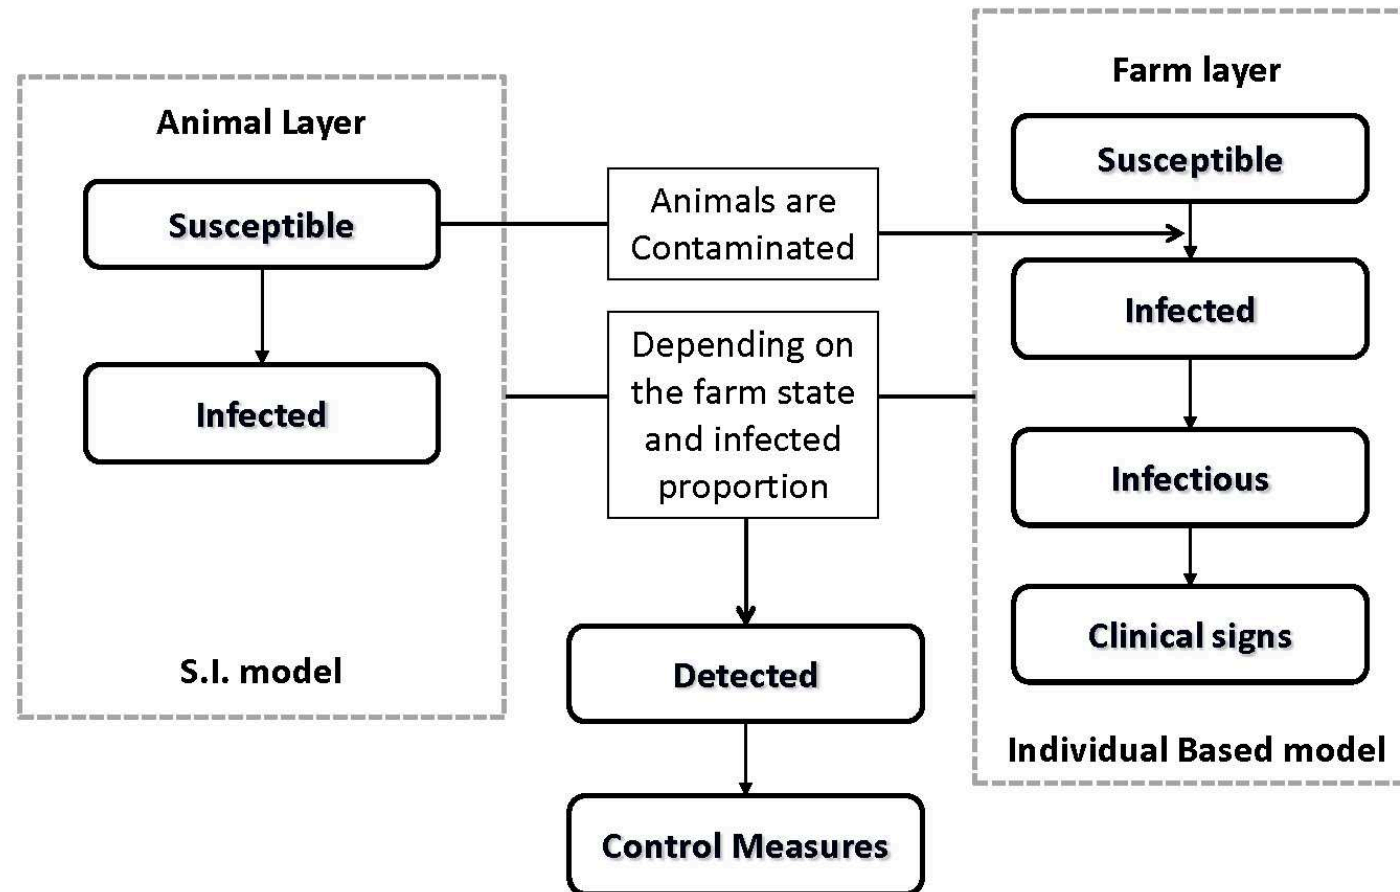 Animal Layer
Susceptible
Infected
S.I. model
Animals are
Contaminated
Depending on
the farm state
and infected
proportion
Detected
Control Measures
Farm layer
Susceptible
Infected
Infectious
Clinical signs
Individual Based model